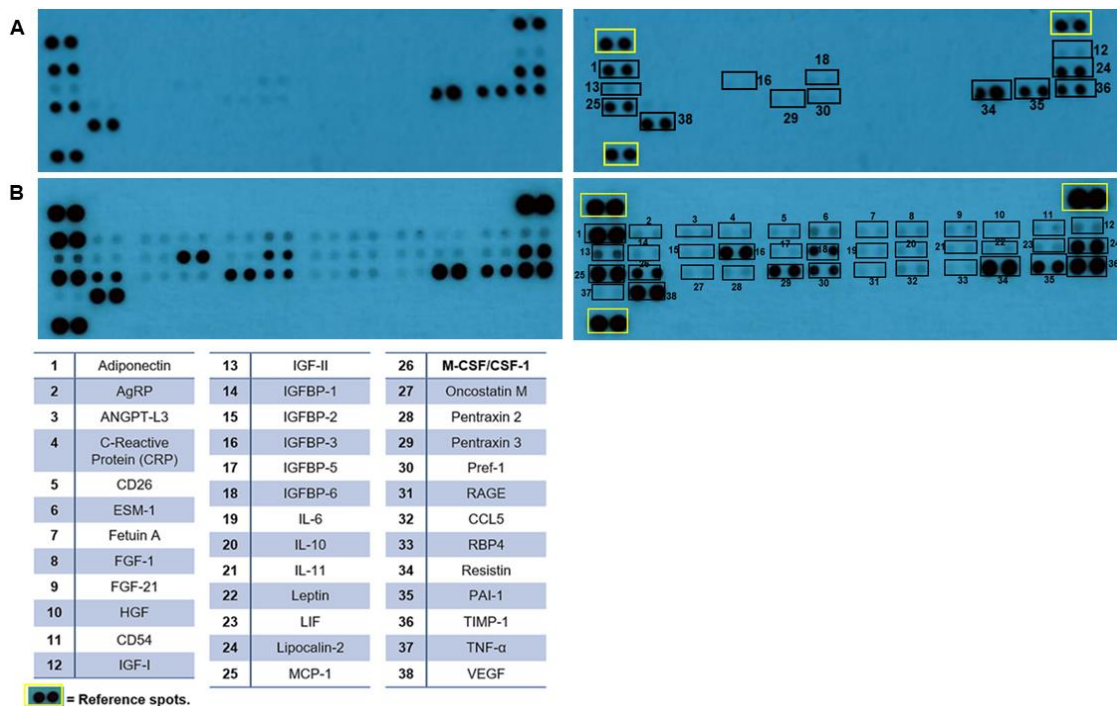 A
1
13
25
38
16
29
18
30
34
35
12
24
36
B
2
3
4
5
6
7
8
9
10
11
12
1
14
13
15
16
17
18
19
20
21
22
23
24
25
26
27
28
29
30
31
32
33
34
35
36
37
38
1 Adiponectin
2 AgRP
3 ANGPT-L3
4 C-Reactive
Protein (CRP)
5 CD26
6 ESM-1
7 Fetuin A
8 FGF-1
9 FGF-21
10 HGF
11 CD54
12 IGF-I
13 IGF-II
14 IGFBP-1
15 IGFBP-2
16 IGFBP-3
17 IGFBP-5
18 IGFBP-6
19 IL-6
20 IL-10
21 IL-11
22 Leptin
23 LIF
24 Lipocalin-2
25 MCP-1
26 M-CSF/CSF-1
27 Oncostatin M
28 Pentraxin 2
29 Pentraxin 3
30 Pref-1
31 RAGE
32 CCL5
33 RBP4
34 Resistin
35 PAI-1
36 TIMP-1
37 TNF-α
38 VEGF
= Reference spots.